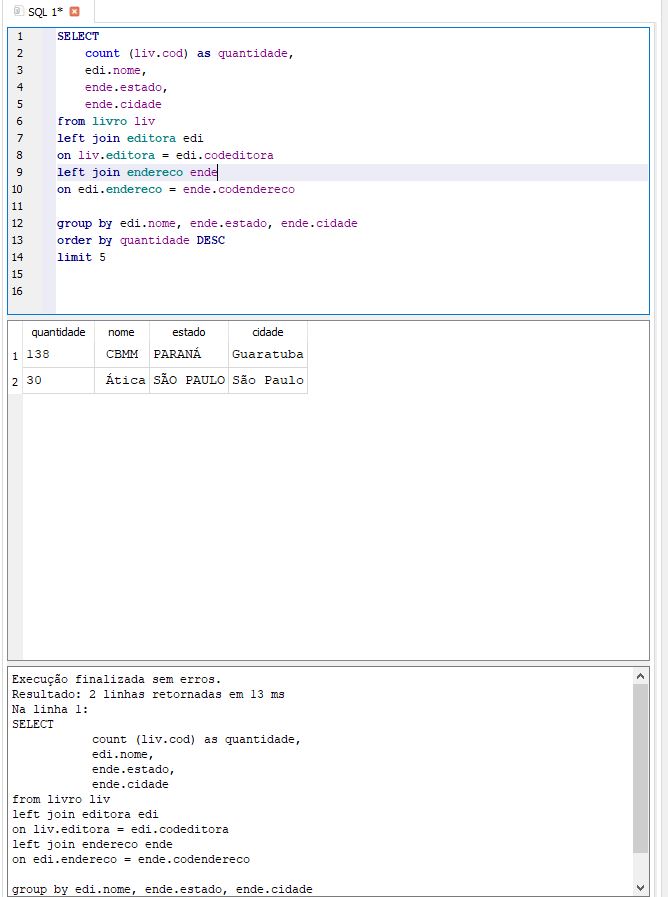 SQL 1*
1 SELECT
2 count (liv.cod) as quantidade,
3 edi.nome,
4 ende.estado,
5 ende.cidade
6 from livro liv
7 left join editora edi
8 on liv.editora = edi.codeditora
9 left join endereco ende
10 on edi.endereco = ende.codendereco
11
12 group by edi.nome, ende.estado, ende.cidade
13 order by quantidade DESC
14 limit 5
15
16
quantidade nome estado cidade
1 138 CBMM PARANÁ Guaratuba
2 30 Ática SÃO PAULO São Paulo
Execução finalizada sem erros.
Resultado: 2 linhas retornadas em 13 ms
Na linha 1:
SELECT
count (liv.cod) as quantidade,
edi.nome,
ende.estado,
ende.cidade
from livro liv
left join editora edi
on liv.editora = edi.codeditora
left join endereco ende
on edi.endereco = ende.codendereco
group by edi.nome, ende.estado, ende.cidade